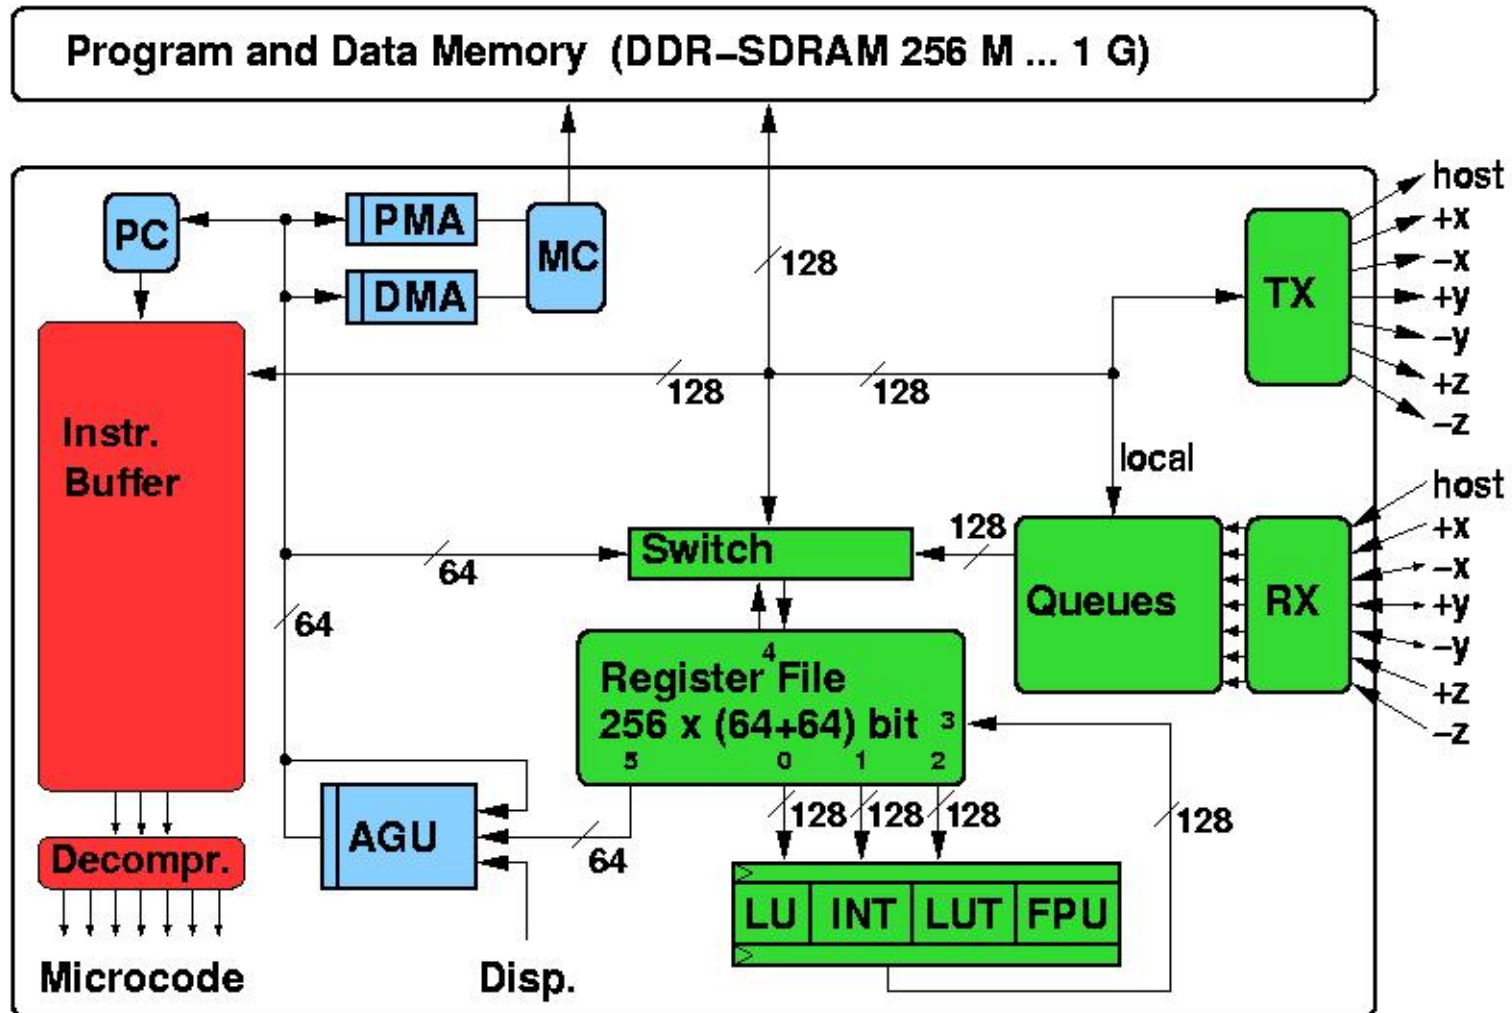 Program and Data Memory  (DDR–SDRAM 256 M ... 1 G)
host
+x
–x
+y
–y
+z
–z
PC
PMA
DMA
MC
128
TX
128
128
Instr.
Buffer
local
host
+x
–x
+y
–y
+z
–z
64
Switch
128
Queues
RX
64
4
Register File
256 x (64+64) bit
3
5
0
1
2
128
128
128
128
AGU
64
Decompr.
LU
INT
LUT
FPU
Microcode
Disp.